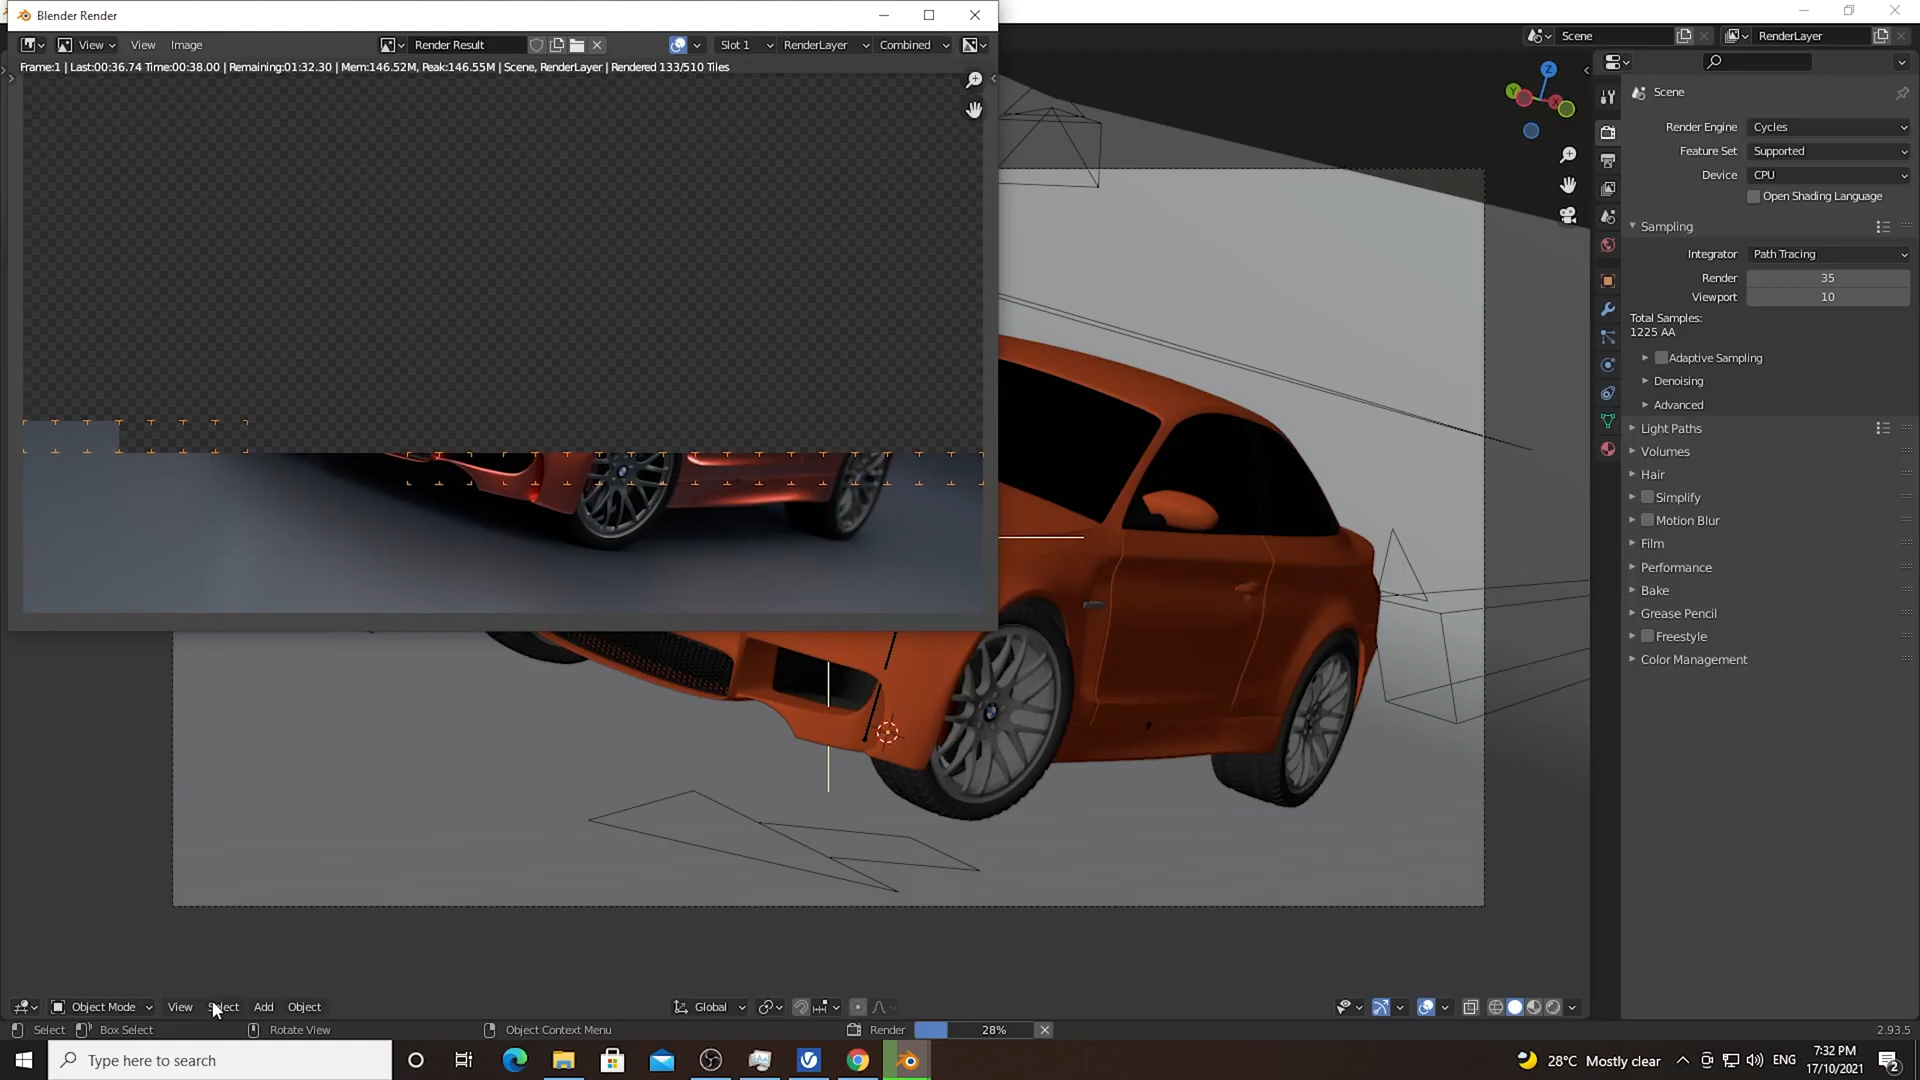 Blender Render
View
View
Image
Render Result
Slot 1
RenderLayer
Combined
Frame:1 | Last:00:36.74 Time:00:38.00 | Remaining:01:32.30 | Mem:146.52M, Peak:146.55M | Scene, RenderLayer | Rendered 133/510 Tiles
Scene
RenderLayer
Z
Y
X
Scene
Render Engine Cycles
Feature Set Supported
Device CPU
Open Shading Language
Sampling
Integrator Path Tracing
Render 35
Viewport 10
Total Samples:
1225 AA
Adaptive Sampling
Denoising
Advanced
Light Paths
Volumes
Hair
Simplify
Motion Blur
Film
Performance
Bake
Grease Pencil
Freestyle
Color Management
Object Mode View Select Add Object Global
Select Box Select Rotate View Object Context Menu Render 28% 2.93.5
Type here to search
28°C Mostly clear ENG
7:32 PM
17/10/2021
2